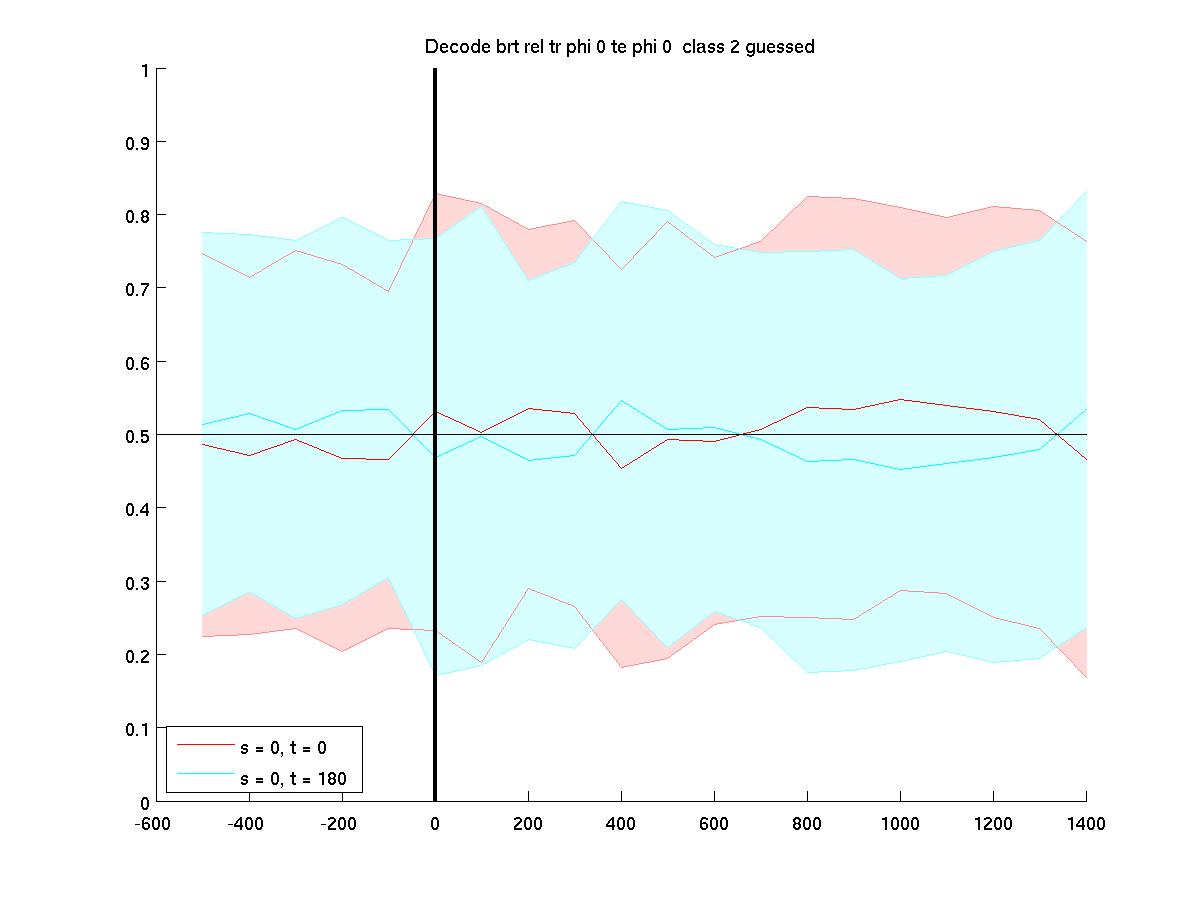 Decode brt rel tr phi 0 te phi 0 class 2 guessed
1
0.9
0.8
0.7
0.6
0.5
0.4
0.3
0.2
0.1
0
s = 0, t = 0
s = 0, t = 180
-600 -400 -200 0 200 400 600 800 1000 1200 1400